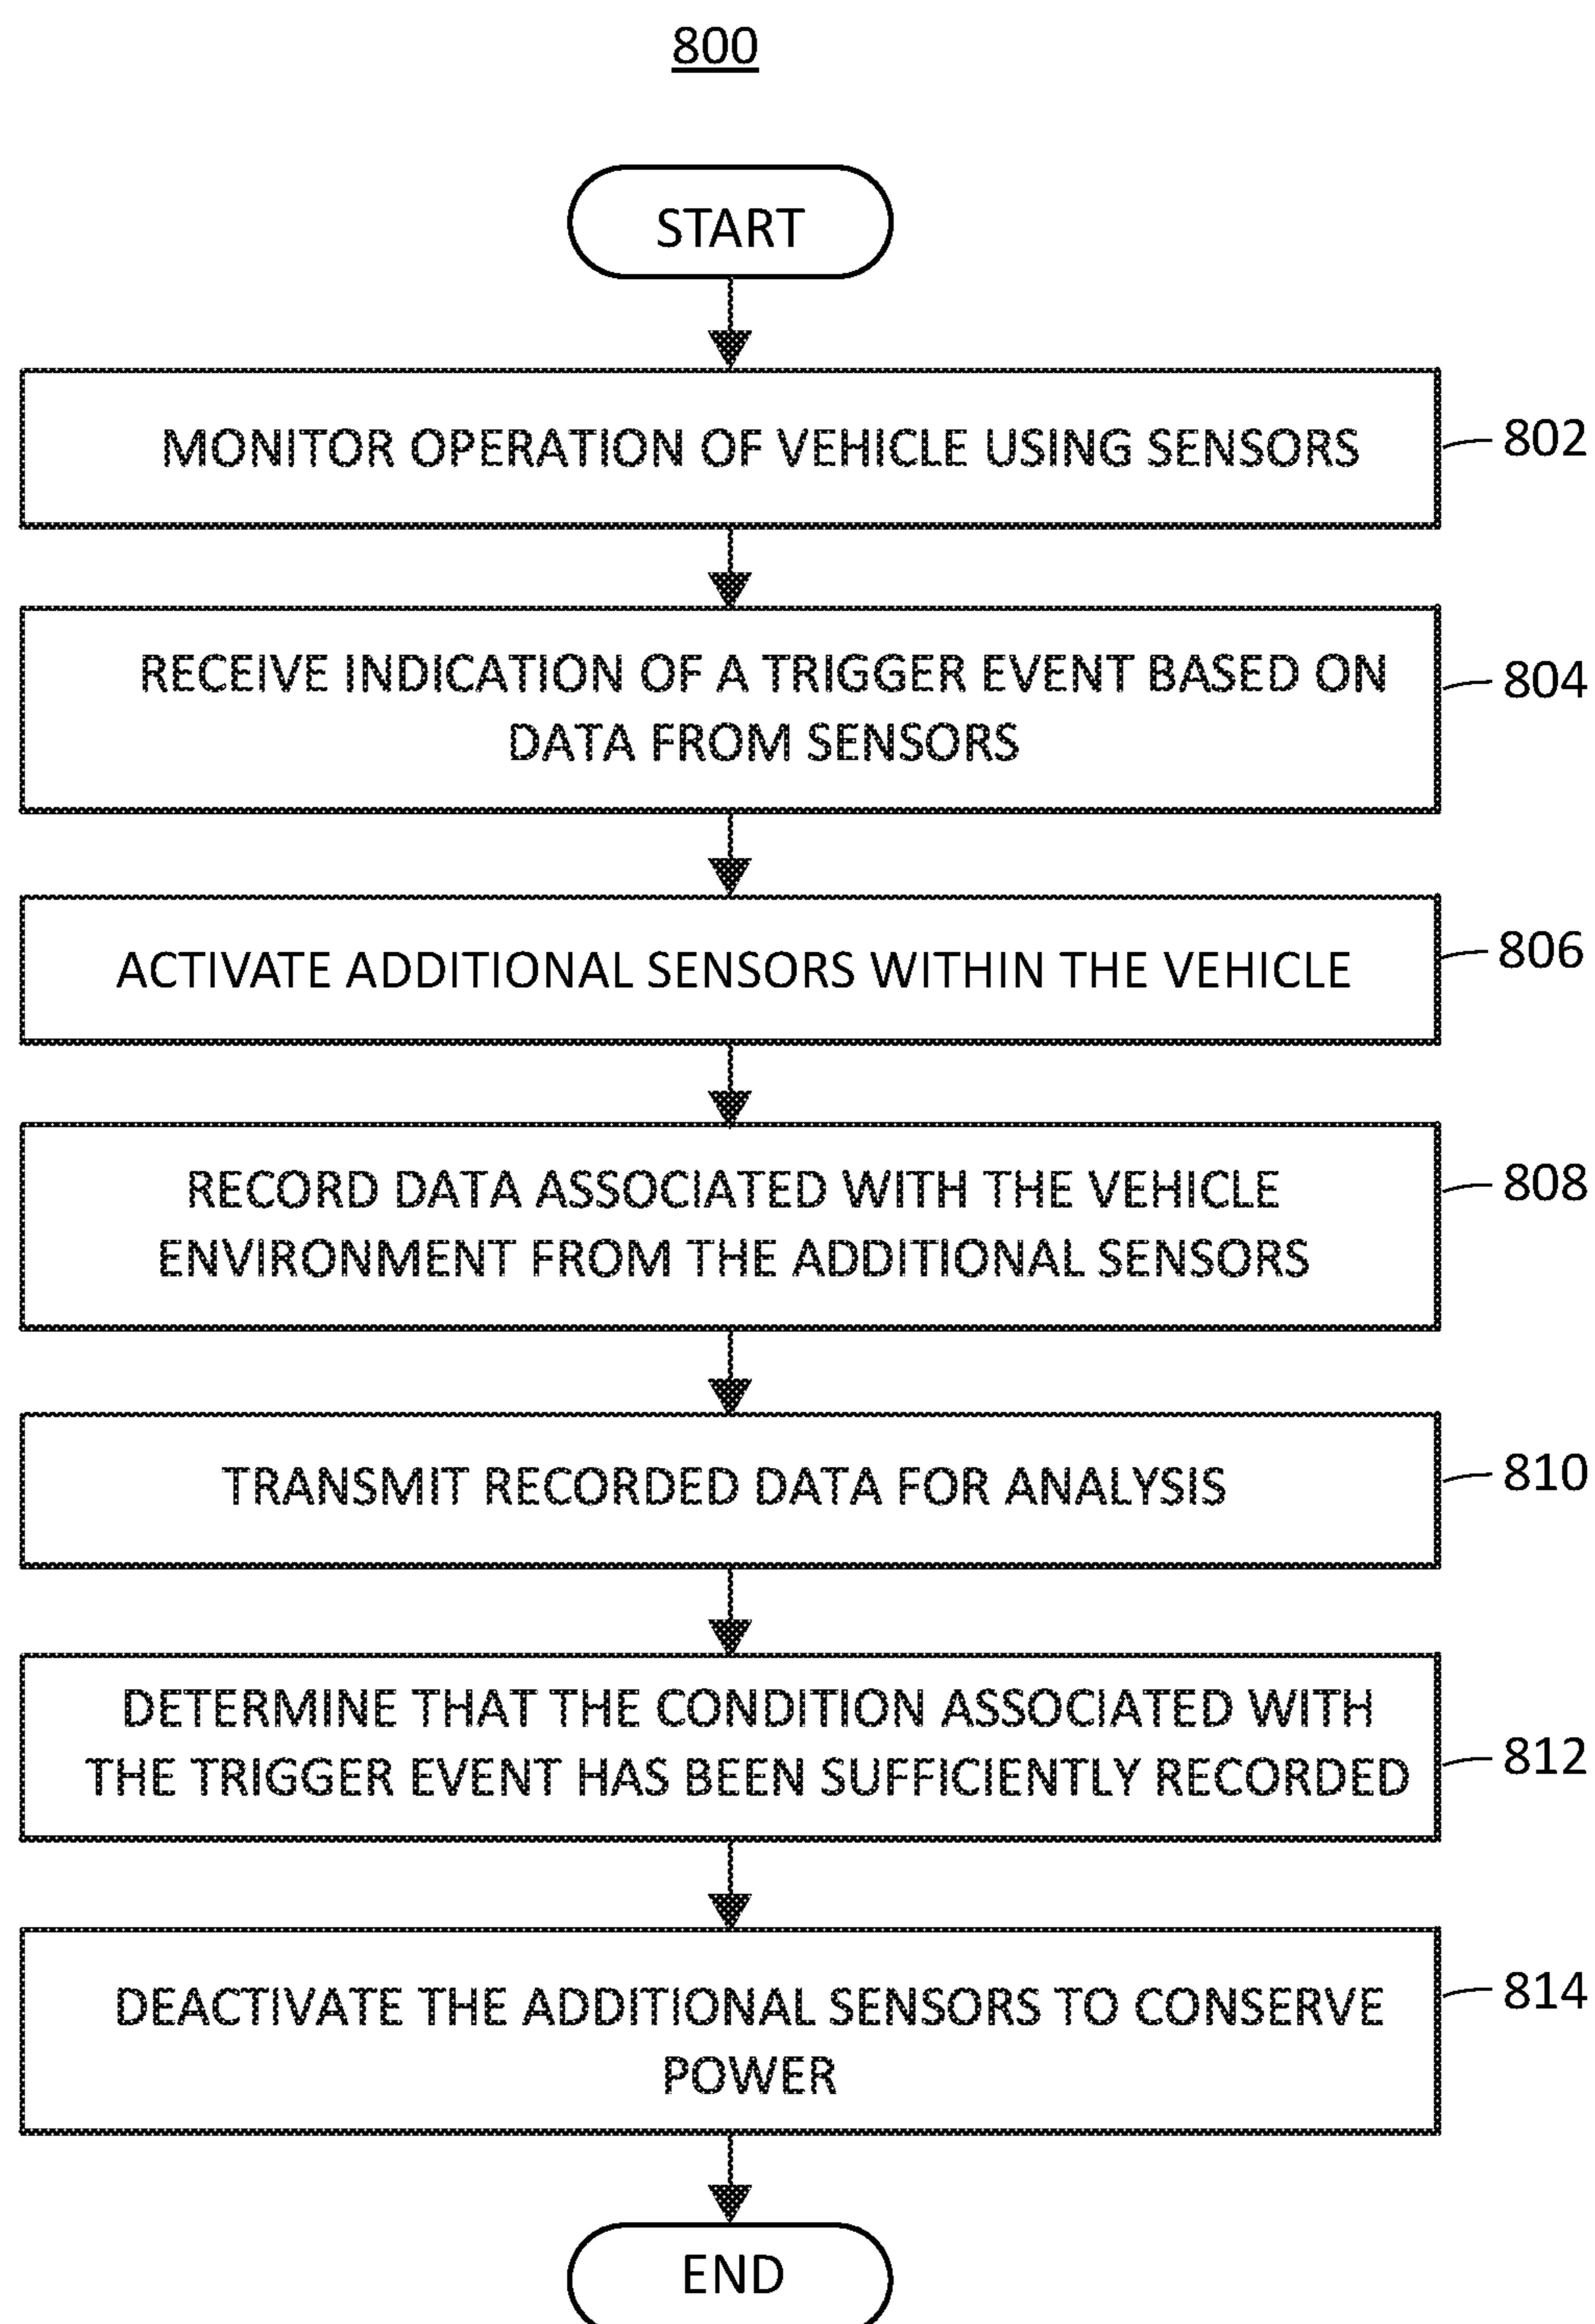 800
START
MONITOR OPERATION OF VEHICLE USING SENSORS
802
RECEIVE INDICATION OF A TRIGGER EVENT BASED ON
DATA FROM SENSORS
804
ACTIVATE ADDITIONAL SENSORS WITHIN THE VEHICLE
806
RECORD DATA ASSOCIATED WITH THE VEHICLE
ENVIRONMENT FROM THE ADDITIONAL SENSORS
808
TRANSMIT RECORDED DATA FOR ANALYSIS
810
DETERMINE THAT THE CONDITION ASSOCIATED WITH
THE TRIGGER EVENT HAS BEEN SUFFICIENTLY RECORDED
812
DEACTIVATE THE ADDITIONAL SENSORS TO CONSERVE
POWER
814
END